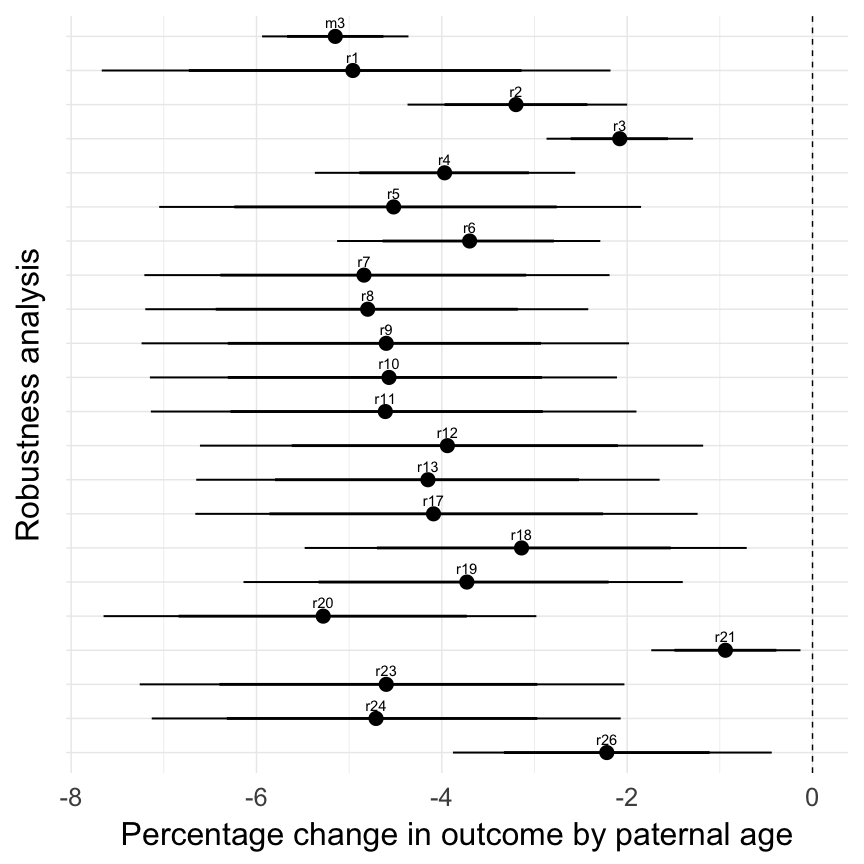 m3
r1
r2
r3
r4
r5
r6
r7
r8
r9
r10
r11
r12
r13
r17
r18
r19
r20
r21
r23
r24
r26
Robustness analysis
-8 -6 -4 -2 0
Percentage change in outcome by paternal age